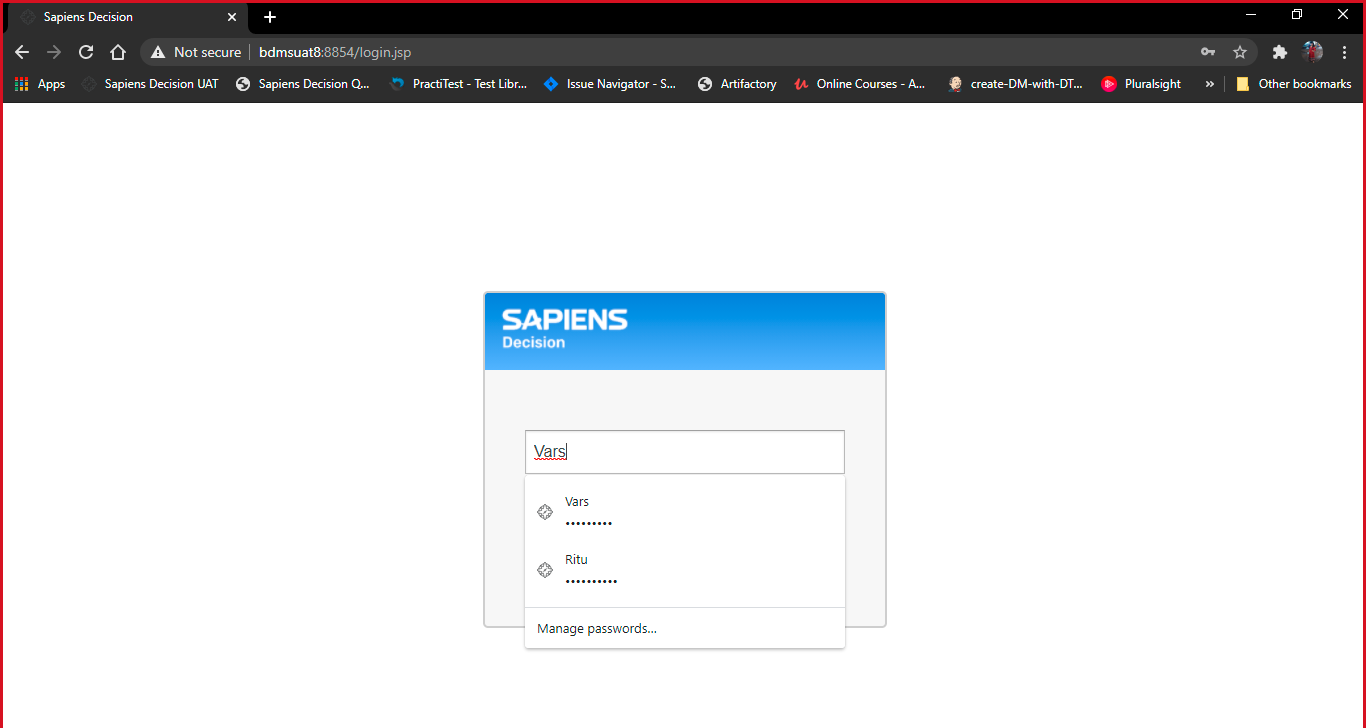 Sapiens Decision
Not secure bdmsuat8:8854/login.jsp
Apps Sapiens Decision UAT Sapiens Decision Q... PractiTest - Test Libr... Issue Navigator - S... Artifactory Online Courses - A... create-DM-with-DT... Pluralsight » Other bookmarks
SAPIENS
Decision
Vars
Vars
•••••••••
Ritu
••••••••••
Manage passwords...